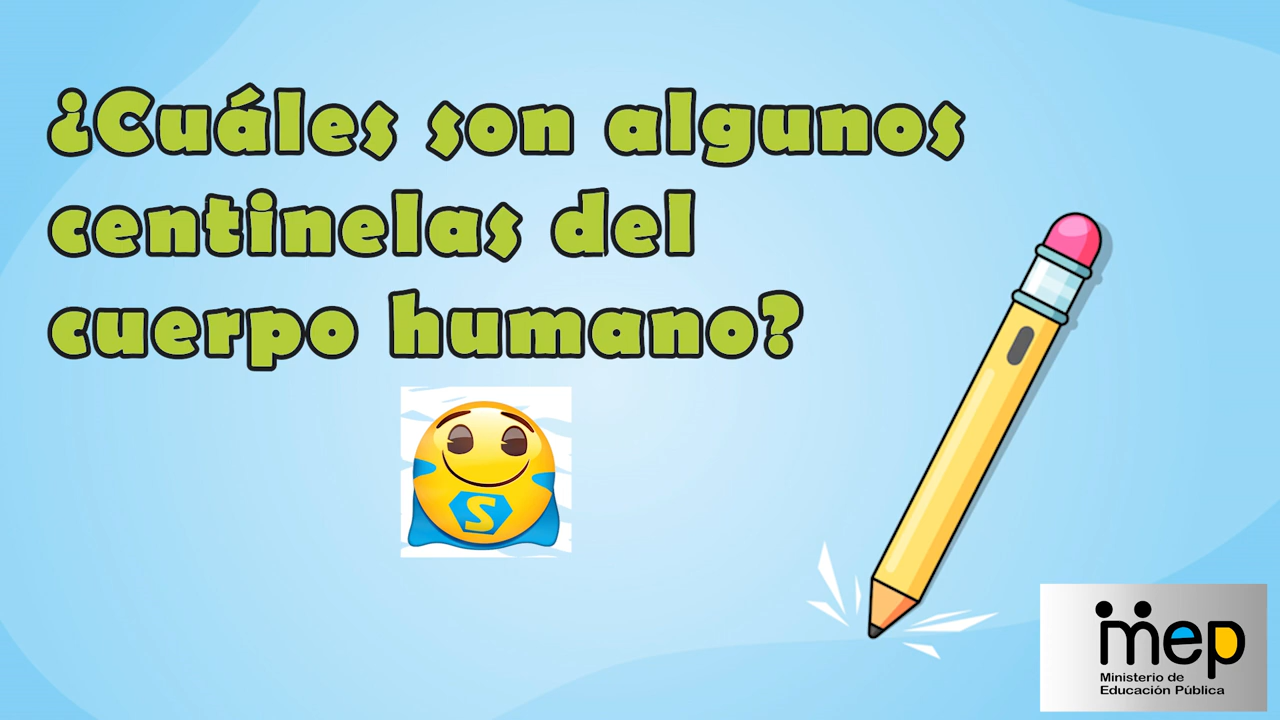 ¿Cuáles son algunos
centinelas del
cuerpo humano?
S
mep
Ministerio de
Educación Pública